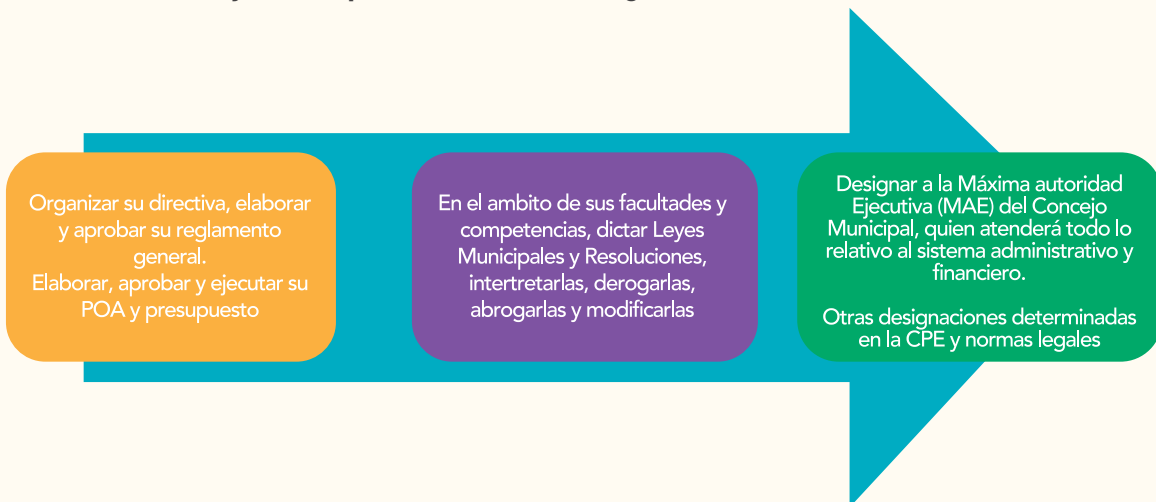 Organizar su directiva, elaborar
y aprobar su reglamento
general.
Elaborar, aprobar y ejecutar su
POA y presupuesto
En el ambito de sus facultades y
competencias, dictar Leyes
Municipales y Resoluciones,
intertretarlas, derogarlas,
abrogarlas y modificarlas
Designar a la Máxima autoridad
Ejecutiva (MAE) del Concejo
Municipal, quien atenderá todo lo
relativo al sistema administrativo y
financiero.
Otras designaciones determinadas
en la CPE y normas legales